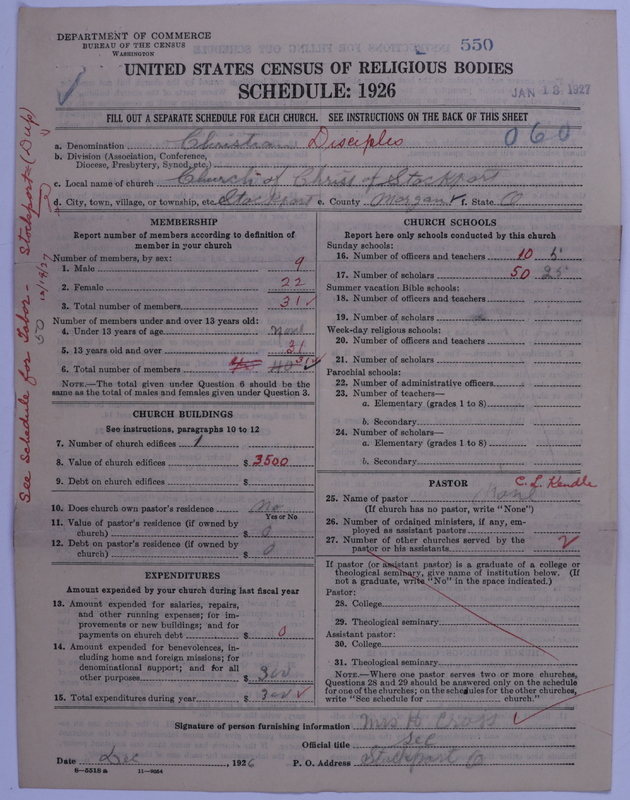 DEPARTMENT OF COMMERCE
BUREAU OF THE CENSUS
WASHINGTON
550
UNITED STATES CENSUS OF RELIGIOUS BODIES
SCHEDULE: 1926
JAN 13 1927
FILL OUT A SEPARATE SCHEDULE FOR EACH CHURCH. SEE INSTRUCTIONS ON THE BACK OF THIS SHEET
a. Denomination Christian Disciples 060
b. Division (Association, Conference, Diocese, Presbytery, Synod, etc.)
c. Local name of church Church of Christ of Stockport
d. City, town, village, or township, etc. Stockport e. County Morgan f. State O
See Schedule for Tabor - Stockport (Dup)
MEMBERSHIP
Report number of members according to definition of
member in your church
Number of members, by sex:
1. Male 9
2. Female 22
3. Total number of members 31
Number of members under and over 13 years old:
4. Under 13 years of age None
5. 13 years old and over 31
6. Total number of members 40 31
NOTE.—The total given under Question 6 should be
same as the total of males and females given under Question 3.
CHURCH BUILDINGS
See instructions, paragraphs 10 to 12
7. Number of church edifices 1
8. Value of church edifices $ 3500
9. Debt on church edifices $
10. Does church own pastor's residence No
Yes or No
11. Value of pastor's residence (if owned by
church) $ 0
12. Debt on pastor's residence (if owned by
church) $ 0
EXPENDITURES
Amount expended by your church during last fiscal year
13. Amount expended for salaries, repairs,
and other running expenses; for im-
provements or new buildings; and for
payments on church debt $ 0
14. Amount expended for benevolences, in-
cluding home and foreign missions; for
denominational support; and for all
other purposes $ 300
15. Total expenditures during year $ 300
CHURCH SCHOOLS
Report here only schools conducted by this church
Sunday schools:
16. Number of officers and teachers 10 5
17. Number of scholars 50 25
Summer vacation Bible schools:
18. Number of officers and teachers
19. Number of scholars
Week-day religious schools:
20. Number of officers and teachers
21. Number of scholars
Parochial schools:
22. Number of administrative officers
23. Number of teachers—
a. Elementary (grades 1 to 8)
b. Secondary
24. Number of scholars—
a. Elementary (grades 1 to 8)
b. Secondary
PASTOR
C. L. Kendle
25. Name of pastor None
(If church has no pastor, write "None")
26. Number of ordained ministers, if any, em-
ployed as assistant pastors
27. Number of other churches served by the
pastor or his assistants 2
If pastor (or assistant pastor) is a graduate of a college or
theological seminary, give name of institution below. (If
not a graduate, write "No" in the space indicated.)
Pastor:
28. College
29. Theological seminary
Assistant pastor:
30. College
31. Theological seminary
NOTE.—Where one pastor serves two or more churches,
Questions 28 and 29 should be answered only on the schedule
for one of the churches; on the schedules for the other churches,
write "See schedule for church."
Signature of person furnishing information Mrs H. Cross
Official title Sec
Date Dec , 1926 P. O. Address Stockport O
8-5518 a 11-9064